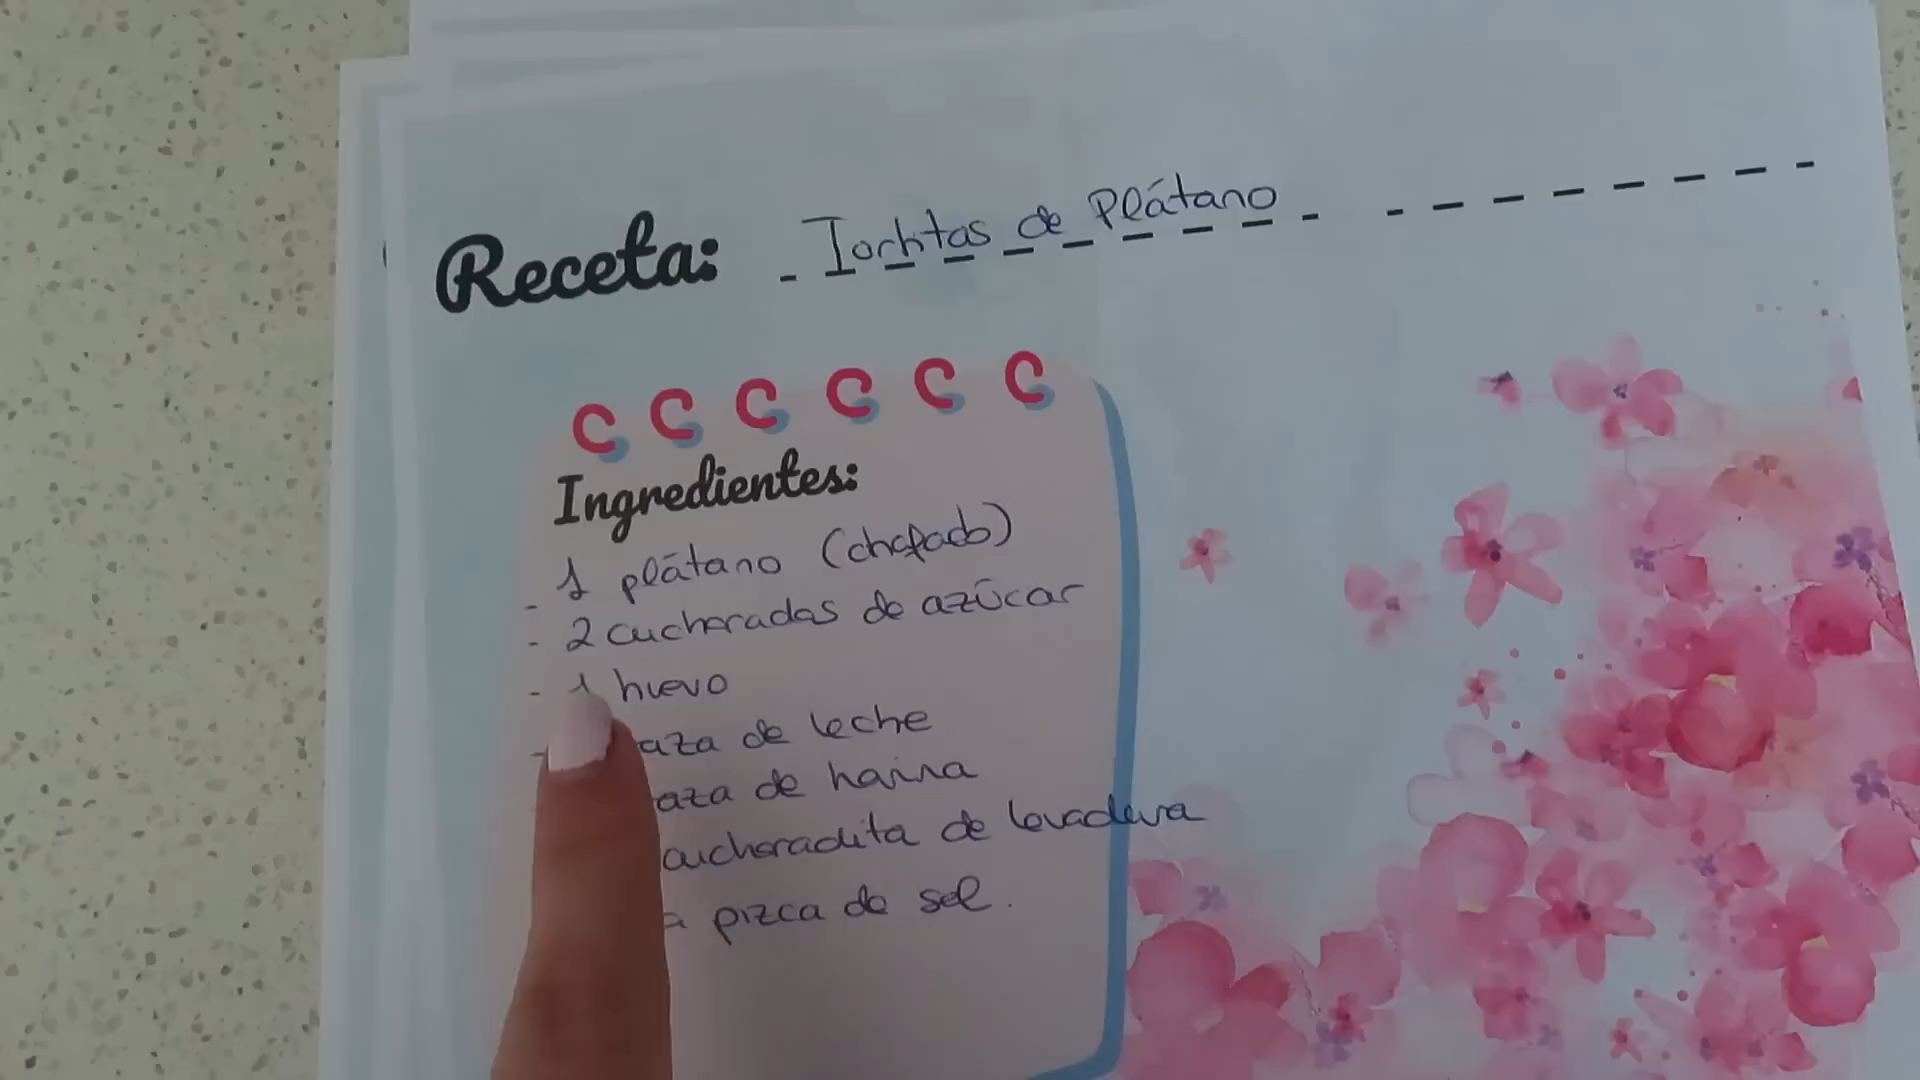 Receta: Tortitas de Plátano
Ingredientes:
- 1 plátano (chafado)
- 2 cucharadas de azúcar
- 1 huevo
- aza de leche
aza de harina
cucharadita de levadura
a pizca de sal.